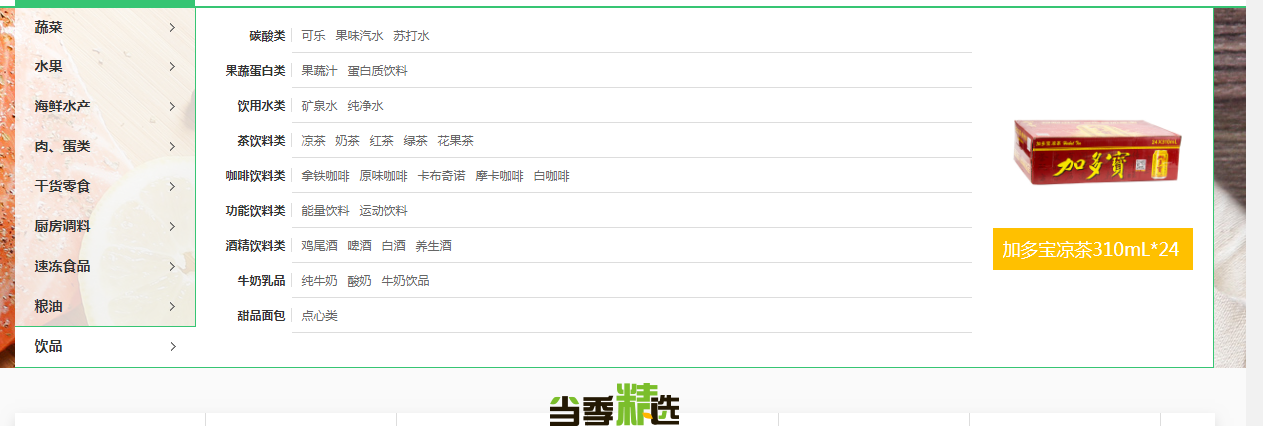 蔬菜
水果
海鲜水产
肉、蛋类
干货零食
厨房调料
速冻食品
粮油
饮品
碳酸类 可乐 果味汽水 苏打水
果蔬蛋白类 果蔬汁 蛋白质饮料
饮用水类 矿泉水 纯净水
茶饮料类 凉茶 奶茶 红茶 绿茶 花果茶
咖啡饮料类 拿铁咖啡 原味咖啡 卡布奇诺 摩卡咖啡 白咖啡
功能饮料类 能量饮料 运动饮料
酒精饮料类 鸡尾酒 啤酒 白酒 养生酒
牛奶乳品 纯牛奶 酸奶 牛奶饮品
甜品面包 点心类
加多寶
加多宝凉茶310mL*24
当季精选